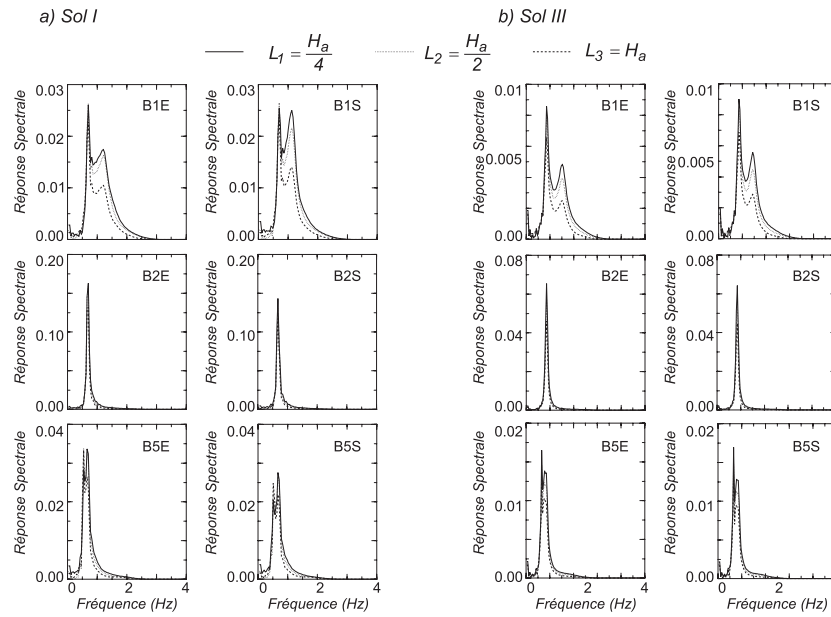 a) Sol I
b) Sol III
L1 = Ha/4
L2 = Ha/2
L3 = Ha
Réponse Spectrale
0.03
0.02
0.01
0.00
B1E
Réponse Spectrale
0.03
0.02
0.01
0.00
B1S
Réponse Spectrale
0.01
0.005
0.00
B1E
Réponse Spectrale
0.01
0.005
0.00
B1S
Réponse Spectrale
0.20
0.10
0.00
B2E
Réponse Spectrale
0.20
0.10
0.00
B2S
Réponse Spectrale
0.08
0.04
0.00
B2E
Réponse Spectrale
0.08
0.04
0.00
B2S
Réponse Spectrale
0.04
0.02
0.00
B5E
0 2 4
Fréquence (Hz)
Réponse Spectrale
0.04
0.02
0.00
B5S
0 2 4
Fréquence (Hz)
Réponse Spectrale
0.02
0.01
0.00
B5E
0 2 4
Fréquence (Hz)
Réponse Spectrale
0.02
0.01
0.00
B5S
0 2 4
Fréquence (Hz)